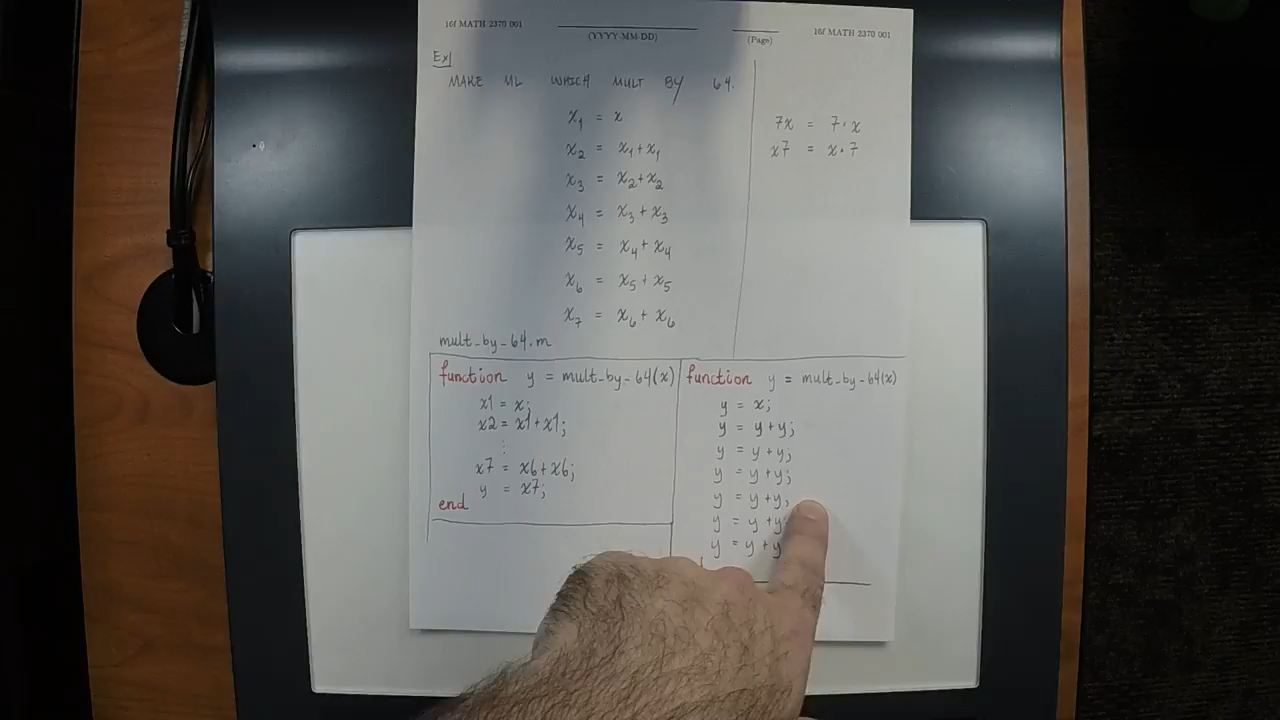 16f MATH 2370 001
(YYYY-MM-DD)
(Page)
16f MATH 2370 001
Ex1
MAKE ML WHICH MULT BY 64.
x₁ = x
x₂ = x₁+x₁
x₃ = x₂+x₂
x₄ = x₃+x₃
x₅ = x₄+x₄
x₆ = x₅+x₅
x₇ = x₆+x₆
7x = 7·x
x7 = x·7
mult_by_64.m
function y = mult_by_64(x)
x1 = x;
x2 = x1+x1;
⋮
x7 = x6+x6;
y = x7;
end
function y = mult_by_64(x)
y = x;
y = y+y;
y = y+y;
y = y+y;
y = y+y;
y = y+y
y = y+y